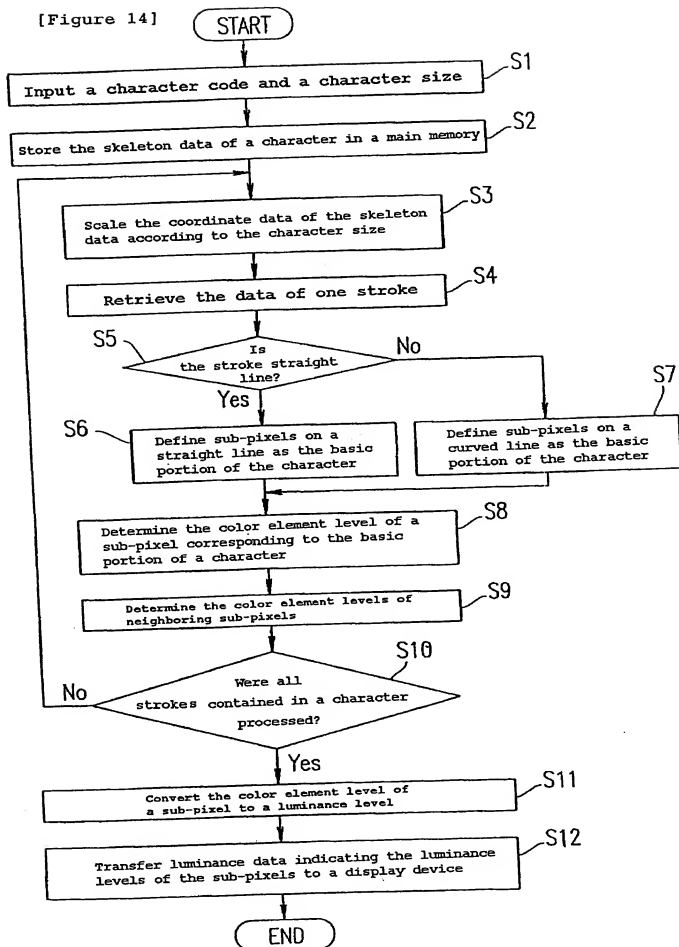 [Figure 14]
START
S1
Input a character code and a character size
S2
Store the skeleton data of a character in a main memory
S3
Scale the coordinate data of the skeleton
data according to the character size
S4
Retrieve the data of one stroke
S5
Is
the stroke straight
line?
No
Yes
S6
Define sub-pixels on a
straight line as the basic
portion of the character
S7
Define sub-pixels on a
curved line as the basic
portion of the character
S8
Determine the color element level of a
sub-pixel corresponding to the basic
portion of a character
S9
Determine the color element levels of
neighboring sub-pixels
S10
No
Were all
strokes contained in a character
processed?
Yes
S11
Convert the color element level of
a sub-pixel to a luminance level
S12
Transfer luminance data indicating the luminance
levels of the sub-pixels to a display device
END